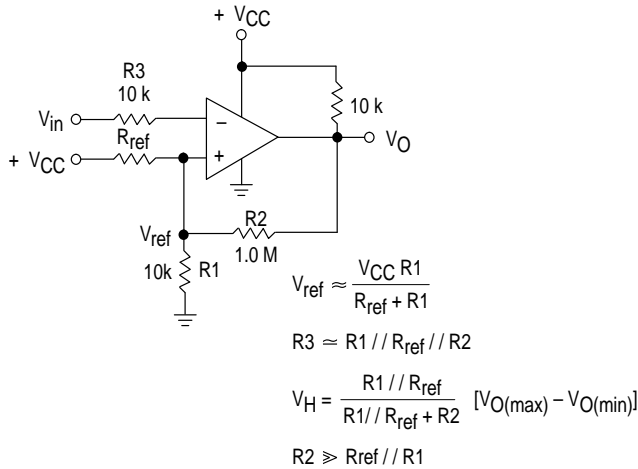 + VCC
R3
10 k
10 k
Vin
–
VO
Rref
+ VCC
+
R2
Vref
1.0 M
10k
R1
Vref ≈ VCC R1 / Rref + R1
R3 ≃ R1 / / Rref / / R2
VH = R1 / / Rref / R1/ / Rref + R2 [VO(max) – VO(min)]
R2 ≫ Rref / / R1